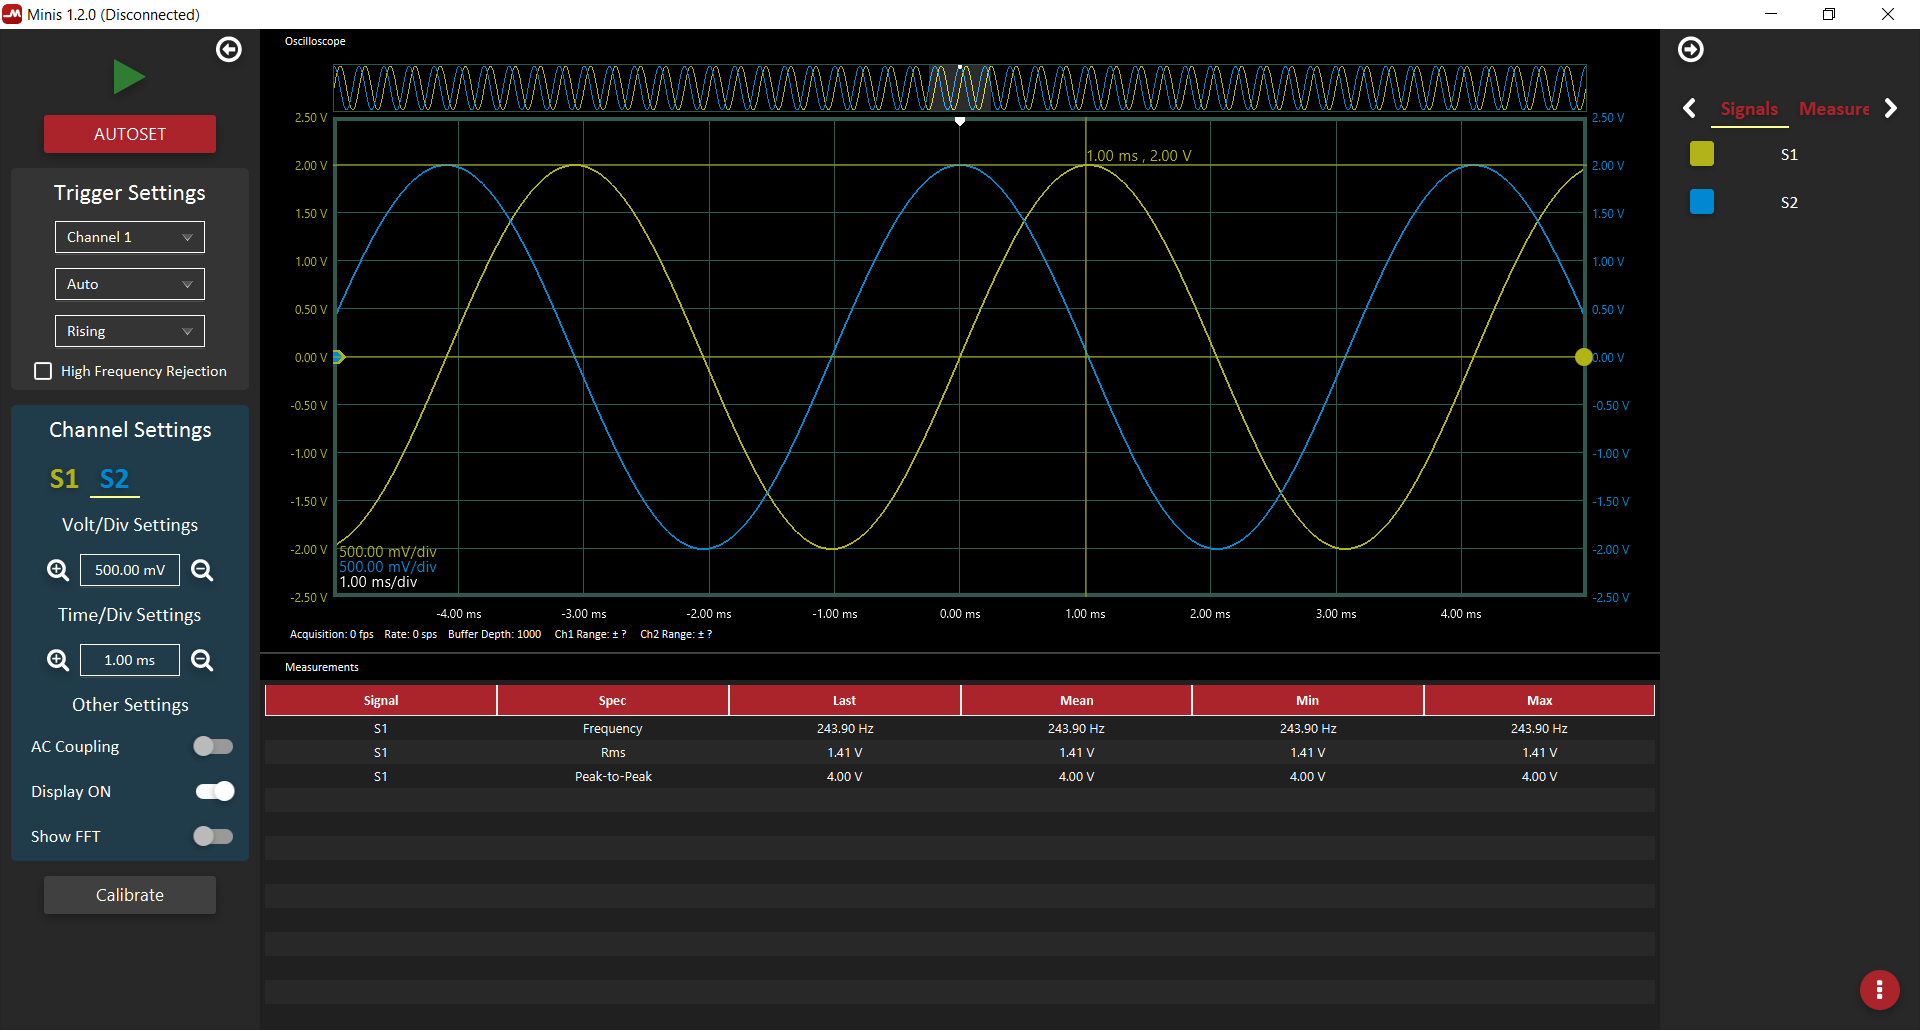 Minis 1.2.0 (Disconnected)
AUTOSET
Trigger Settings
Channel 1
Auto
Rising
High Frequency Rejection
Channel Settings
S1 S2
Volt/Div Settings
500.00 mV
Time/Div Settings
1.00 ms
Other Settings
AC Coupling
Display ON
Show FFT
Calibrate
Oscilloscope
2.50 V 2.50 V
1.00 ms , 2.00 V
2.00 V 2.00 V
1.50 V 1.50 V
1.00 V 1.00 V
0.50 V 0.50 V
0.00 V 0.00 V
-0.50 V -0.50 V
-1.00 V -1.00 V
-1.50 V -1.50 V
-2.00 V -2.00 V
500.00 mV/div
500.00 mV/div
1.00 ms/div
-2.50 V -2.50 V
-4.00 ms -3.00 ms -2.00 ms -1.00 ms 0.00 ms 1.00 ms 2.00 ms 3.00 ms 4.00 ms
Acquisition: 0 fps Rate: 0 sps Buffer Depth: 1000 Ch1 Range: ± ? Ch2 Range: ± ?
Measurements
Signal Spec Last Mean Min Max
S1 Frequency 243.90 Hz 243.90 Hz 243.90 Hz 243.90 Hz
S1 Rms 1.41 V 1.41 V 1.41 V 1.41 V
S1 Peak-to-Peak 4.00 V 4.00 V 4.00 V 4.00 V
Signals Measure
S1
S2